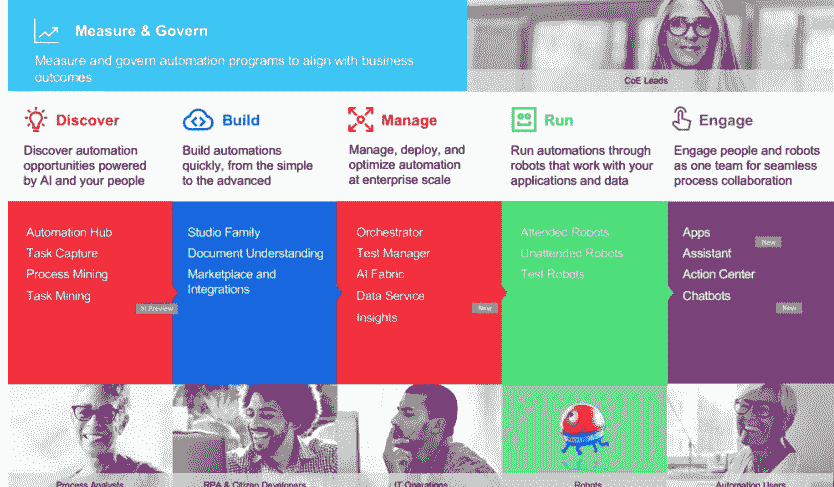 Measure & Govern
Measure and govern automation programs to align with business
outcomes
CoE Leads
Discover
Discover automation
opportunities powered
by AI and your people
Build
Build automations
quickly, from the simple
to the advanced
Manage
Manage, deploy, and
optimize automation
at enterprise scale
Run
Run automations through
robots that work with your
applications and data
Engage
Engage people and robots
as one team for seamless
process collaboration
Automation Hub
Task Capture
Process Mining
Task Mining
Preview
Studio Family
Document Understanding
Marketplace and
Integrations
Orchestrator
Test Manager
AI Fabric
Data Service
New
Insights
Attended Robots
Unattended Robots
Test Robots
Apps
New
Assistant
Action Center
Chatbots
New
Process Analysts
RPA & Citizen Developers
IT Operations
Robots
Automation Users